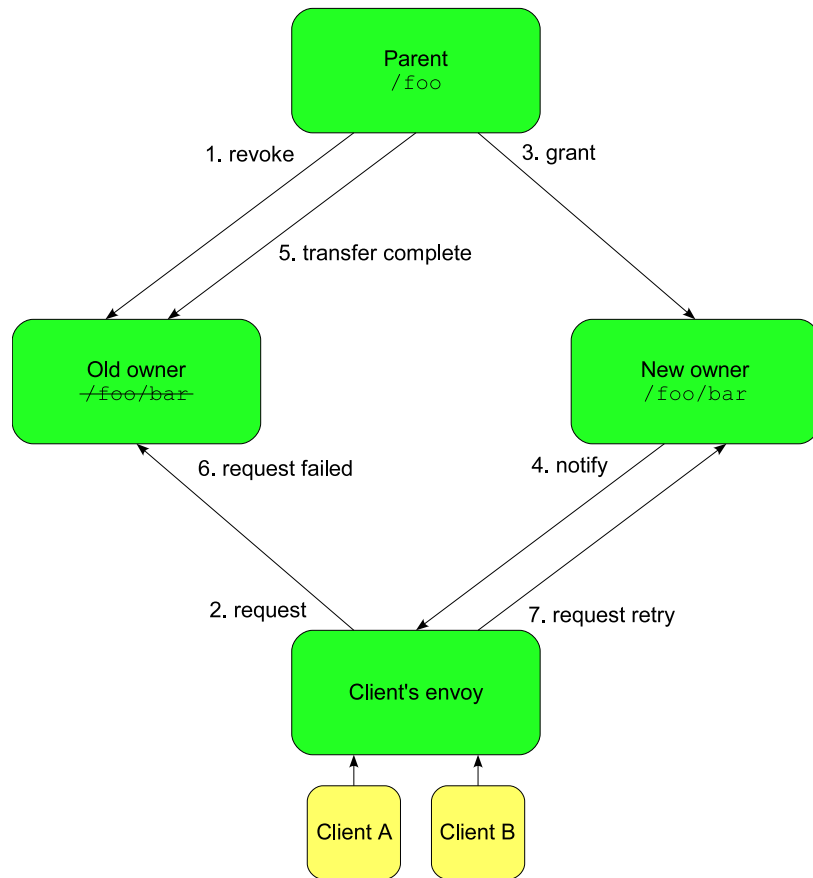 Parent
/foo
1. revoke
3. grant
5. transfer complete
Old owner
/foo/bar
New owner
/foo/bar
6. request failed
4. notify
2. request
7. request retry
Client's envoy
Client A
Client B